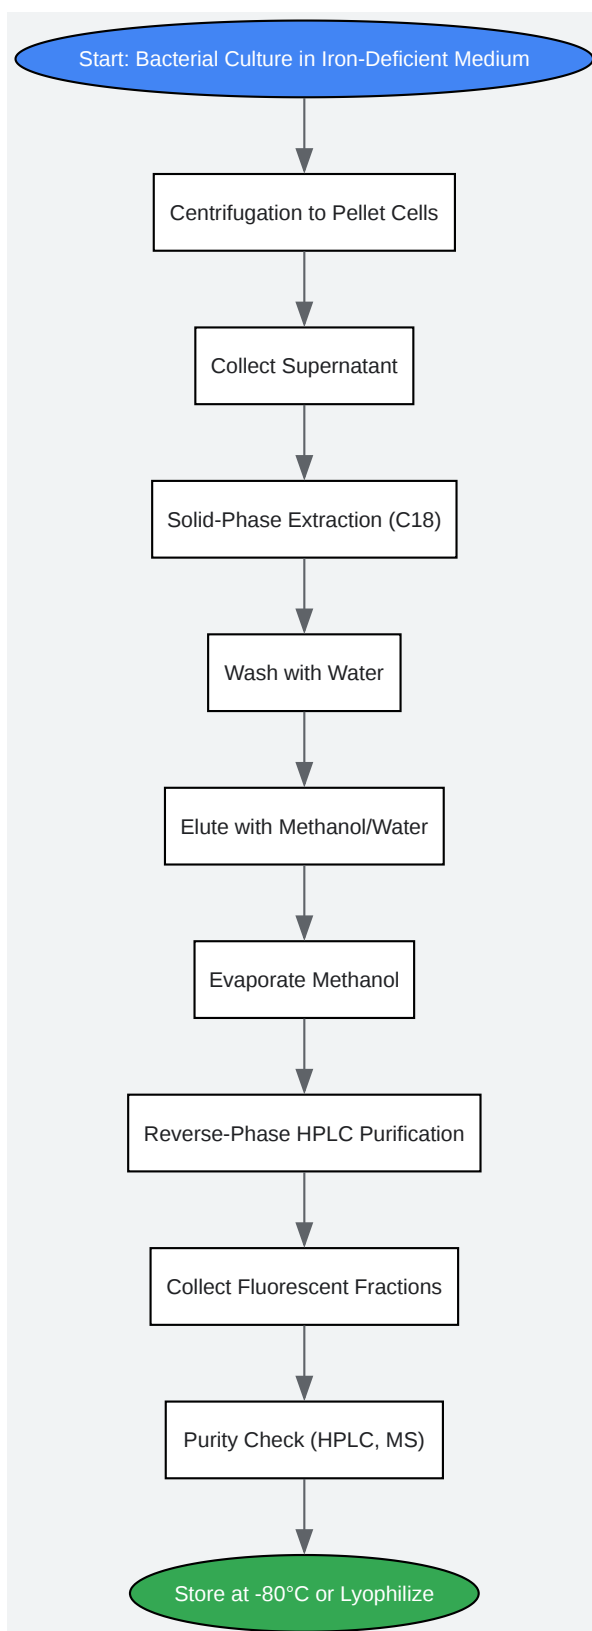 Start: Bacterial Culture in Iron-Deficient Medium
Centrifugation to Pellet Cells
Collect Supernatant
Solid-Phase Extraction (C18)
Wash with Water
Elute with Methanol/Water
Evaporate Methanol
Reverse-Phase HPLC Purification
Collect Fluorescent Fractions
Purity Check (HPLC, MS)
Store at -80°C or Lyophilize